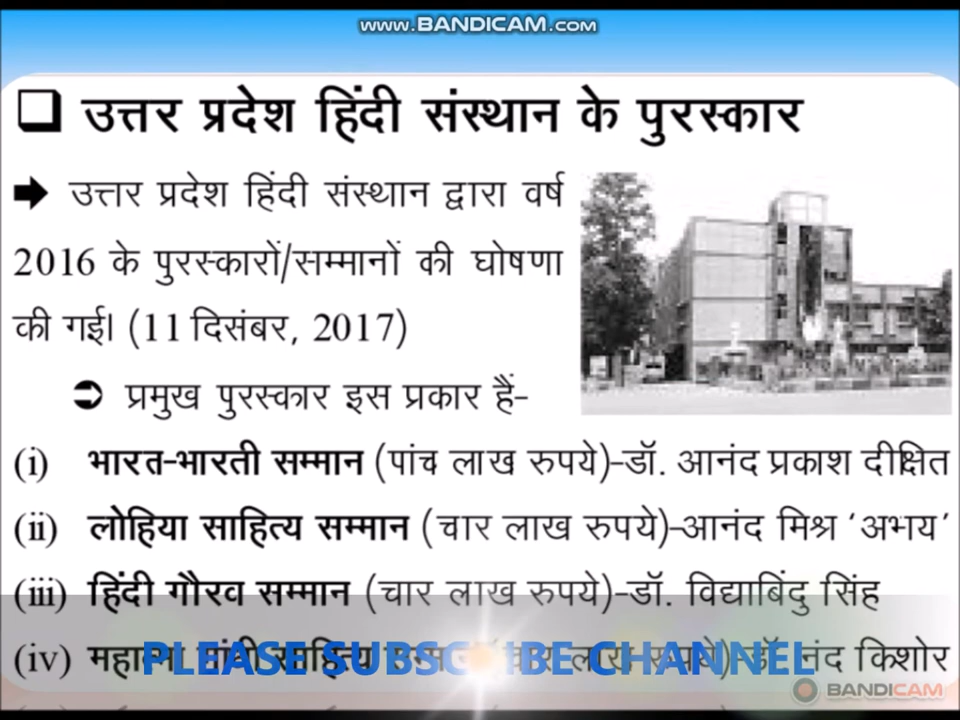 www.BANDICAM.com
❑ उत्तर प्रदेश हिंदी संस्थान के पुरस्कार
➡ उत्तर प्रदेश हिंदी संस्थान द्वारा वर्ष
2016 के पुरस्कारों/सम्मानों की घोषणा
की गई। (11 दिसंबर, 2017)
➲ प्रमुख पुरस्कार इस प्रकार हैं-
(i) भारत-भारती सम्मान (पांच लाख रुपये)-डॉ. आनंद प्रकाश दीक्षित
(ii) लोहिया साहित्य सम्मान (चार लाख रुपये)-आनंद मिश्र ‘अभय’
(iii) हिंदी गौरव सम्मान (चार लाख रुपये)-डॉ. विद्याबिंदु सिंह
(iv) साहित्य लाख किशोर
PLEASE SUBSCRIBE CHANNEL
BANDICAM